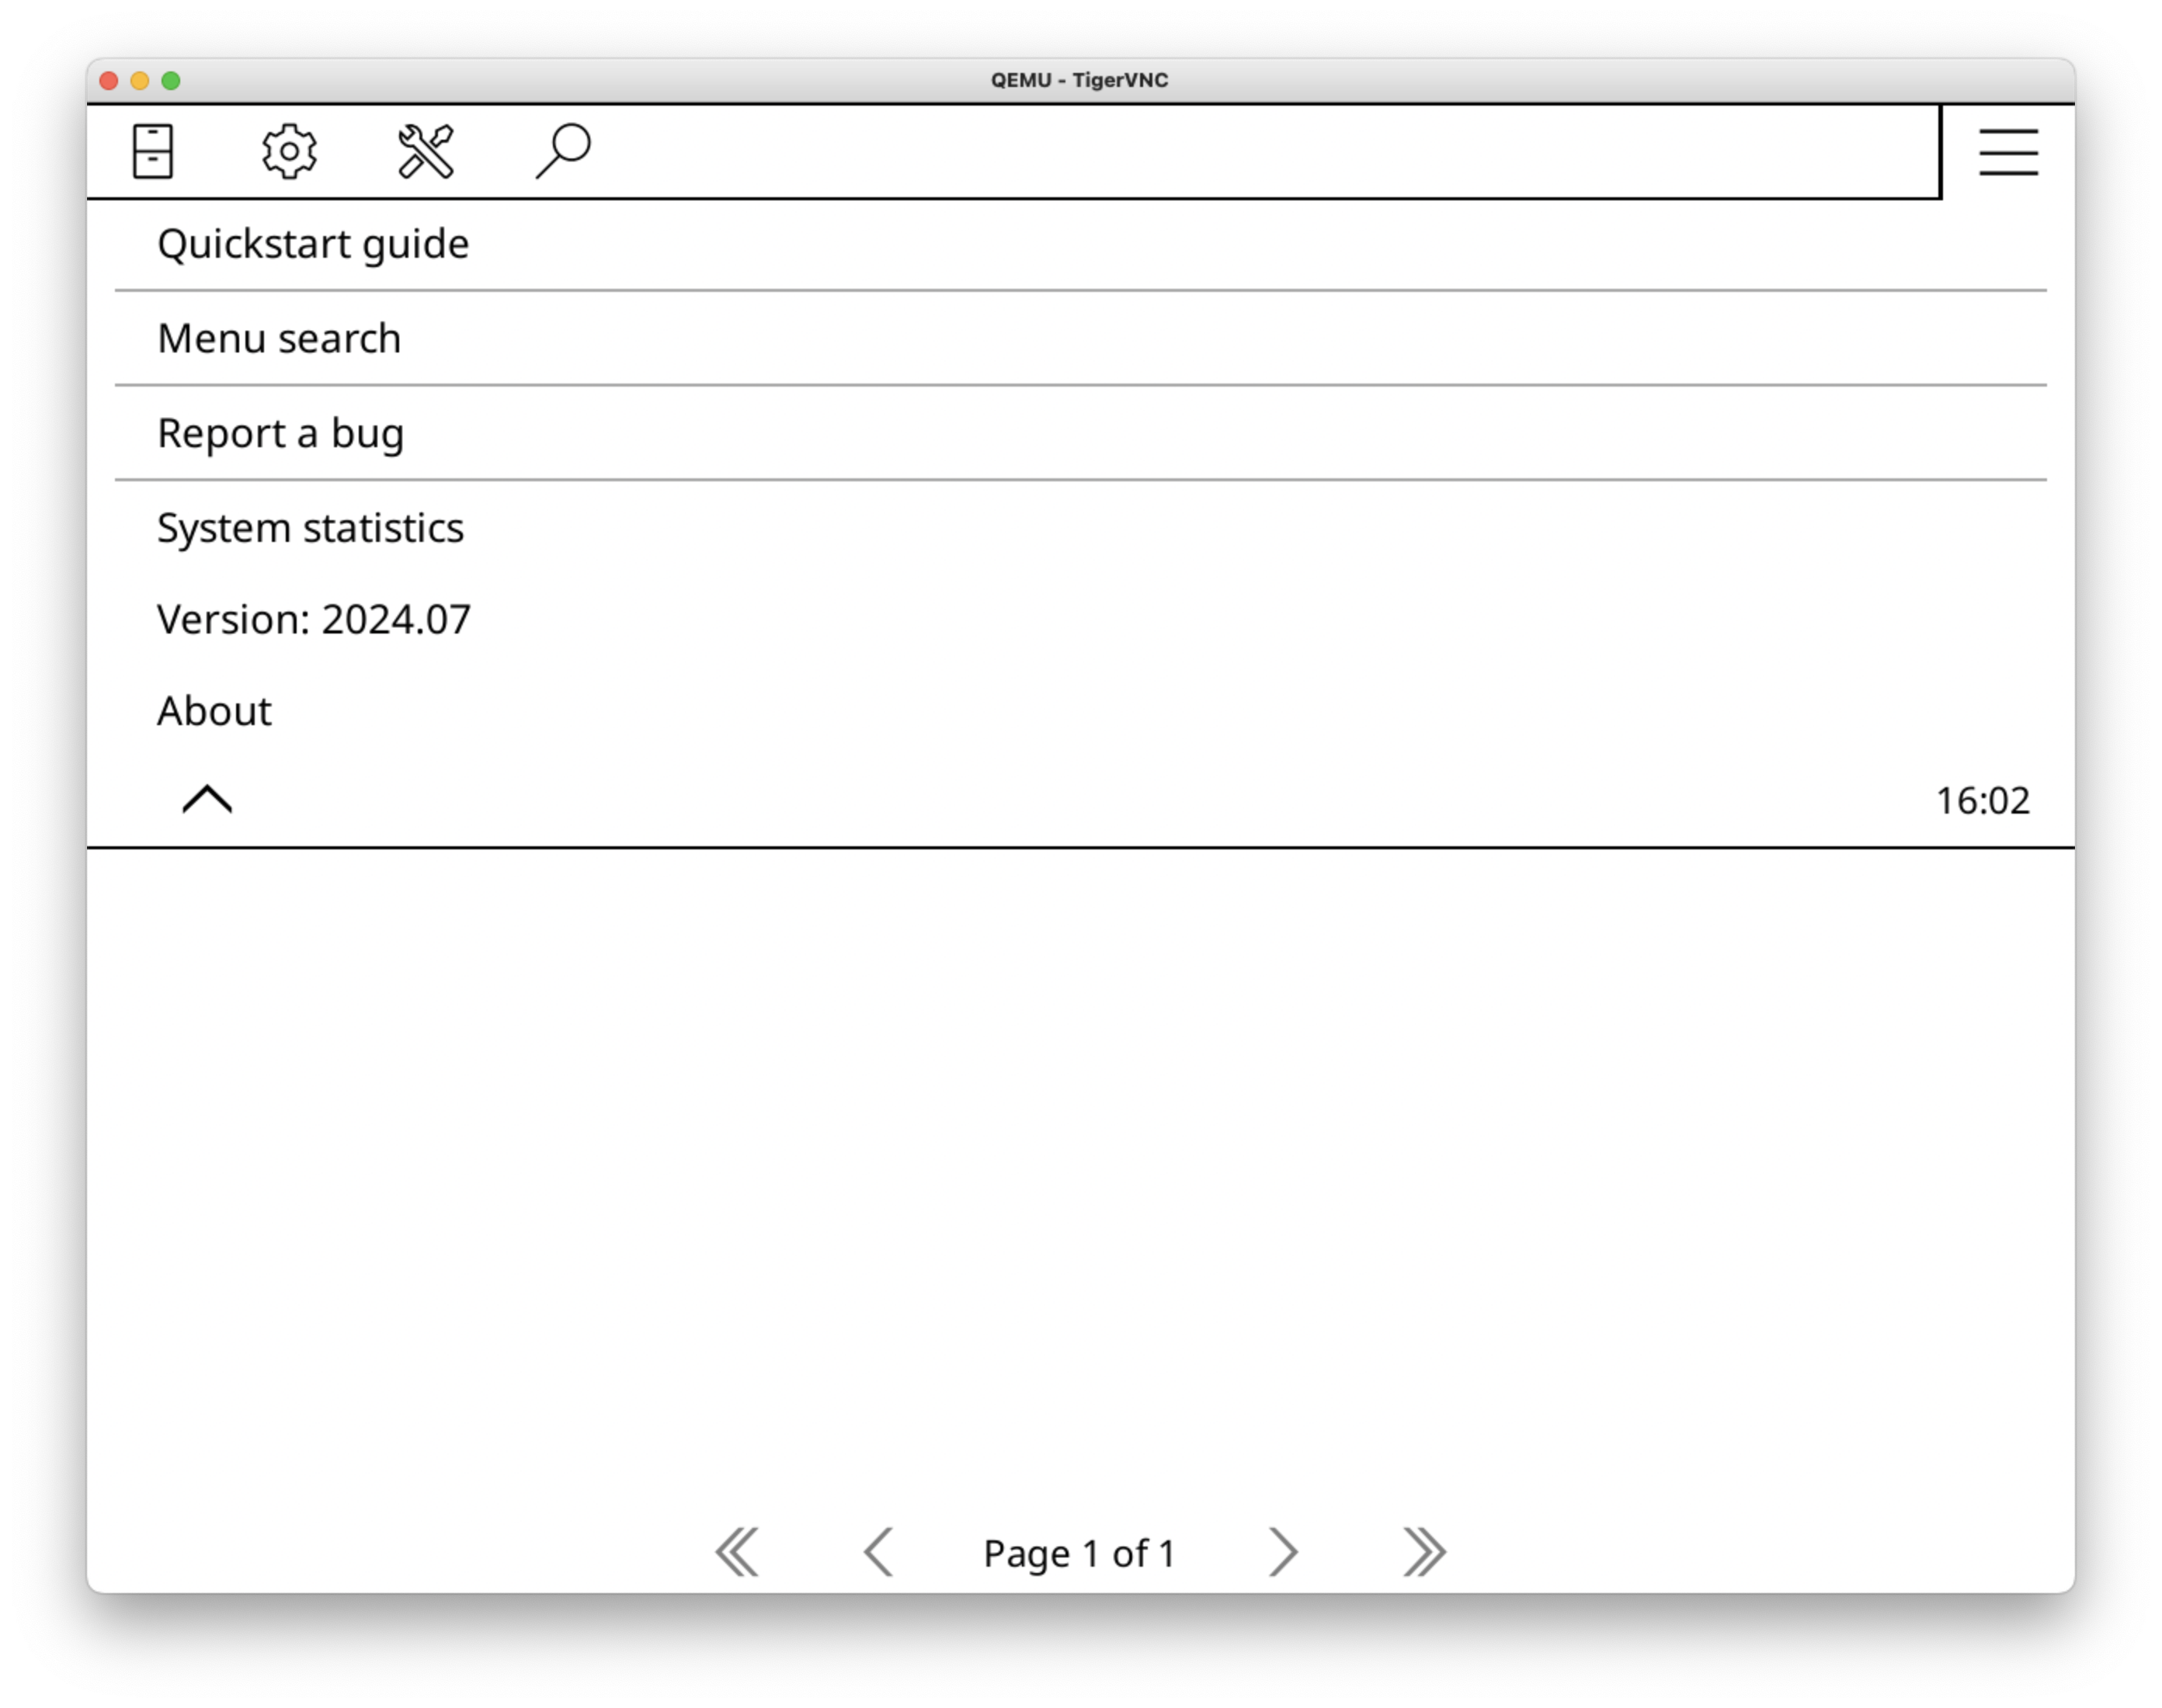 QEMU - TigerVNC
Quickstart guide
Menu search
Report a bug
System statistics
Version: 2024.07
About
16:02
Page 1 of 1